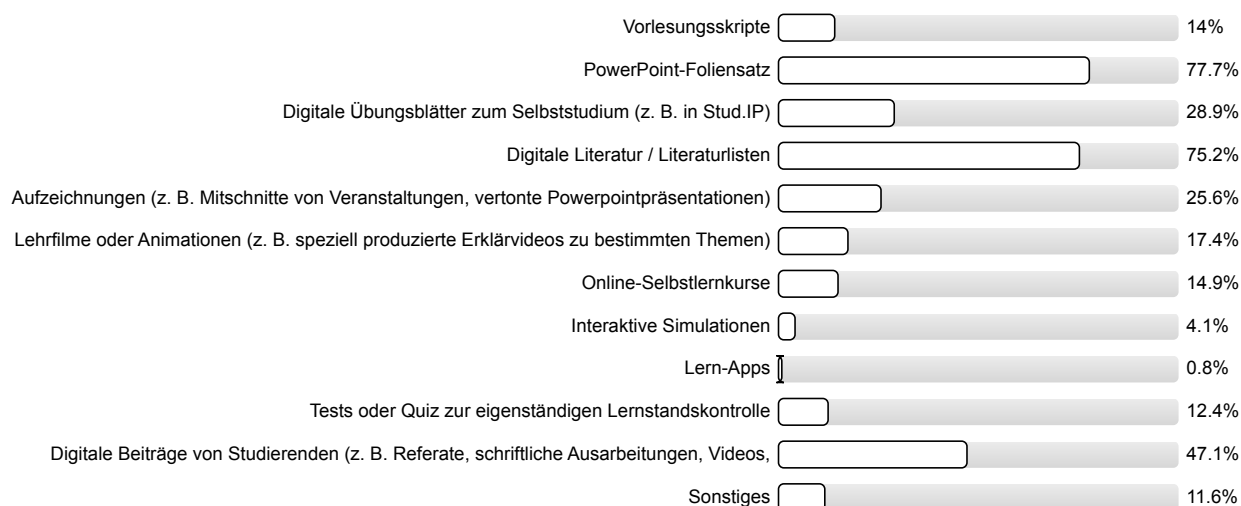 Vorlesungsskripte 14%
PowerPoint-Foliensatz 77.7%
Digitale Übungsblätter zum Selbststudium (z. B. in Stud.IP) 28.9%
Digitale Literatur / Literaturlisten 75.2%
Aufzeichnungen (z. B. Mitschnitte von Veranstaltungen, vertonte Powerpointpräsentationen) 25.6%
Lehrfilme oder Animationen (z. B. speziell produzierte Erklärvideos zu bestimmten Themen) 17.4%
Online-Selbstlernkurse 14.9%
Interaktive Simulationen 4.1%
Lern-Apps 0.8%
Tests oder Quiz zur eigenständigen Lernstandskontrolle 12.4%
Digitale Beiträge von Studierenden (z. B. Referate, schriftliche Ausarbeitungen, Videos, 47.1%
Sonstiges 11.6%